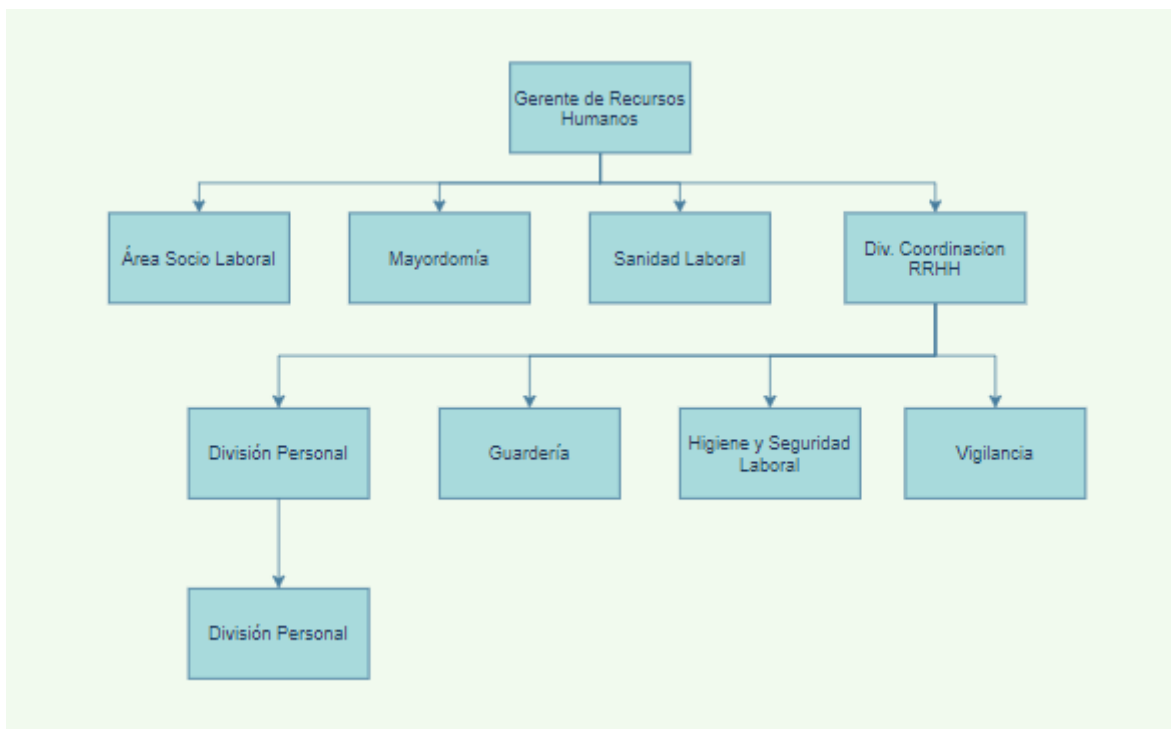 Gerente de Recursos
Humanos
Área Socio Laboral
Mayordomía
Sanidad Laboral
Div. Coordinacion
RRHH
División Personal
Guardería
Higiene y Seguridad
Laboral
Vigilancia
División Personal